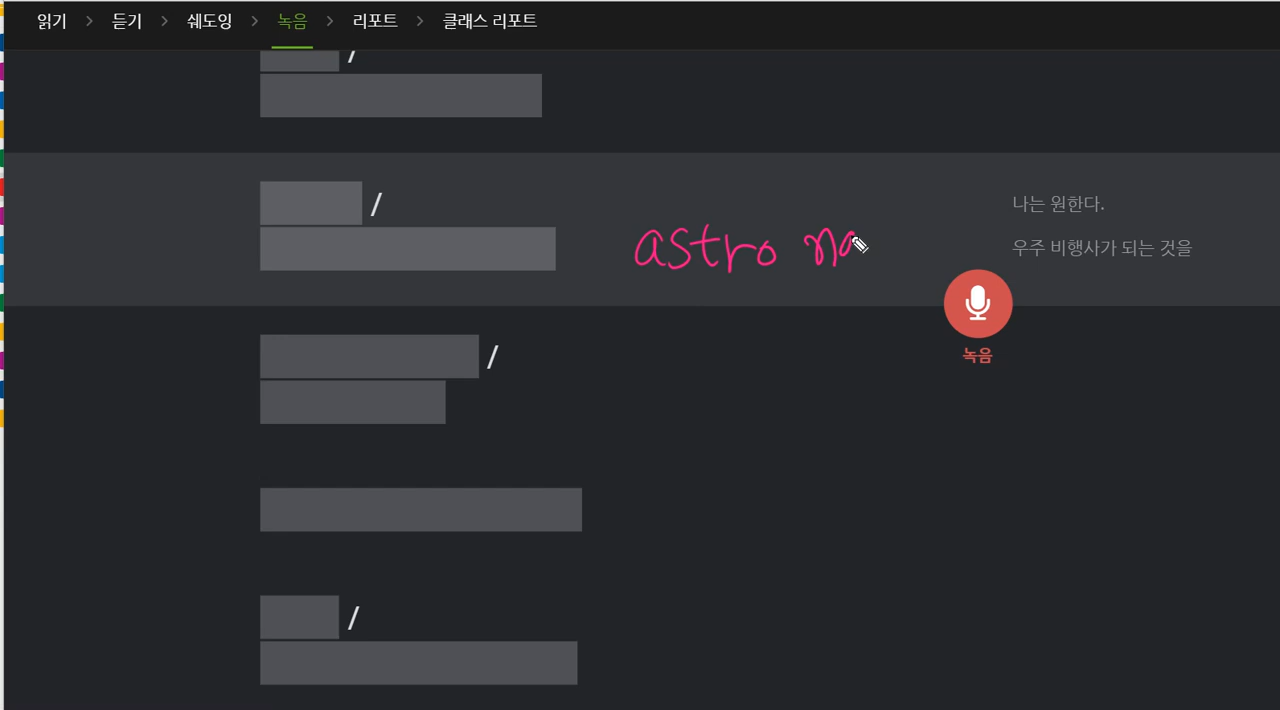 읽기 > 듣기 > 쉐도잉 > 녹음 > 리포트 > 클래스 리포트
/
/
나는 원한다.
astro na
우주 비행사가 되는 것을
녹음
/
/